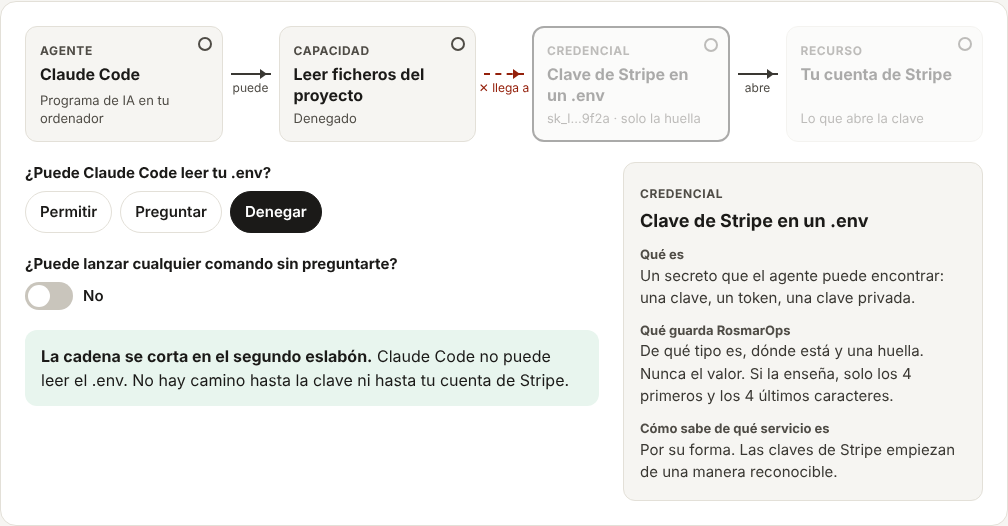 AGENTE
Claude Code
Programa de IA en tu
ordenador
puede
CAPACIDAD
Leer ficheros del
proyecto
Denegado
✕ llega a
CREDENCIAL
Clave de Stripe en
un .env
sk_l...9f2a · solo la huella
abre
RECURSO
Tu cuenta de Stripe
Lo que abre la clave
¿Puede Claude Code leer tu .env?
Permitir
Preguntar
Denegar
¿Puede lanzar cualquier comando sin preguntarte?
No
La cadena se corta en el segundo eslabón. Claude Code no puede
leer el .env. No hay camino hasta la clave ni hasta tu cuenta de Stripe.
CREDENCIAL
Clave de Stripe en un .env
Qué es
Un secreto que el agente puede encontrar:
una clave, un token, una clave privada.
Qué guarda RosmarOps
De qué tipo es, dónde está y una huella.
Nunca el valor. Si la enseña, solo los 4
primeros y los 4 últimos caracteres.
Cómo sabe de qué servicio es
Por su forma. Las claves de Stripe empiezan
de una manera reconocible.